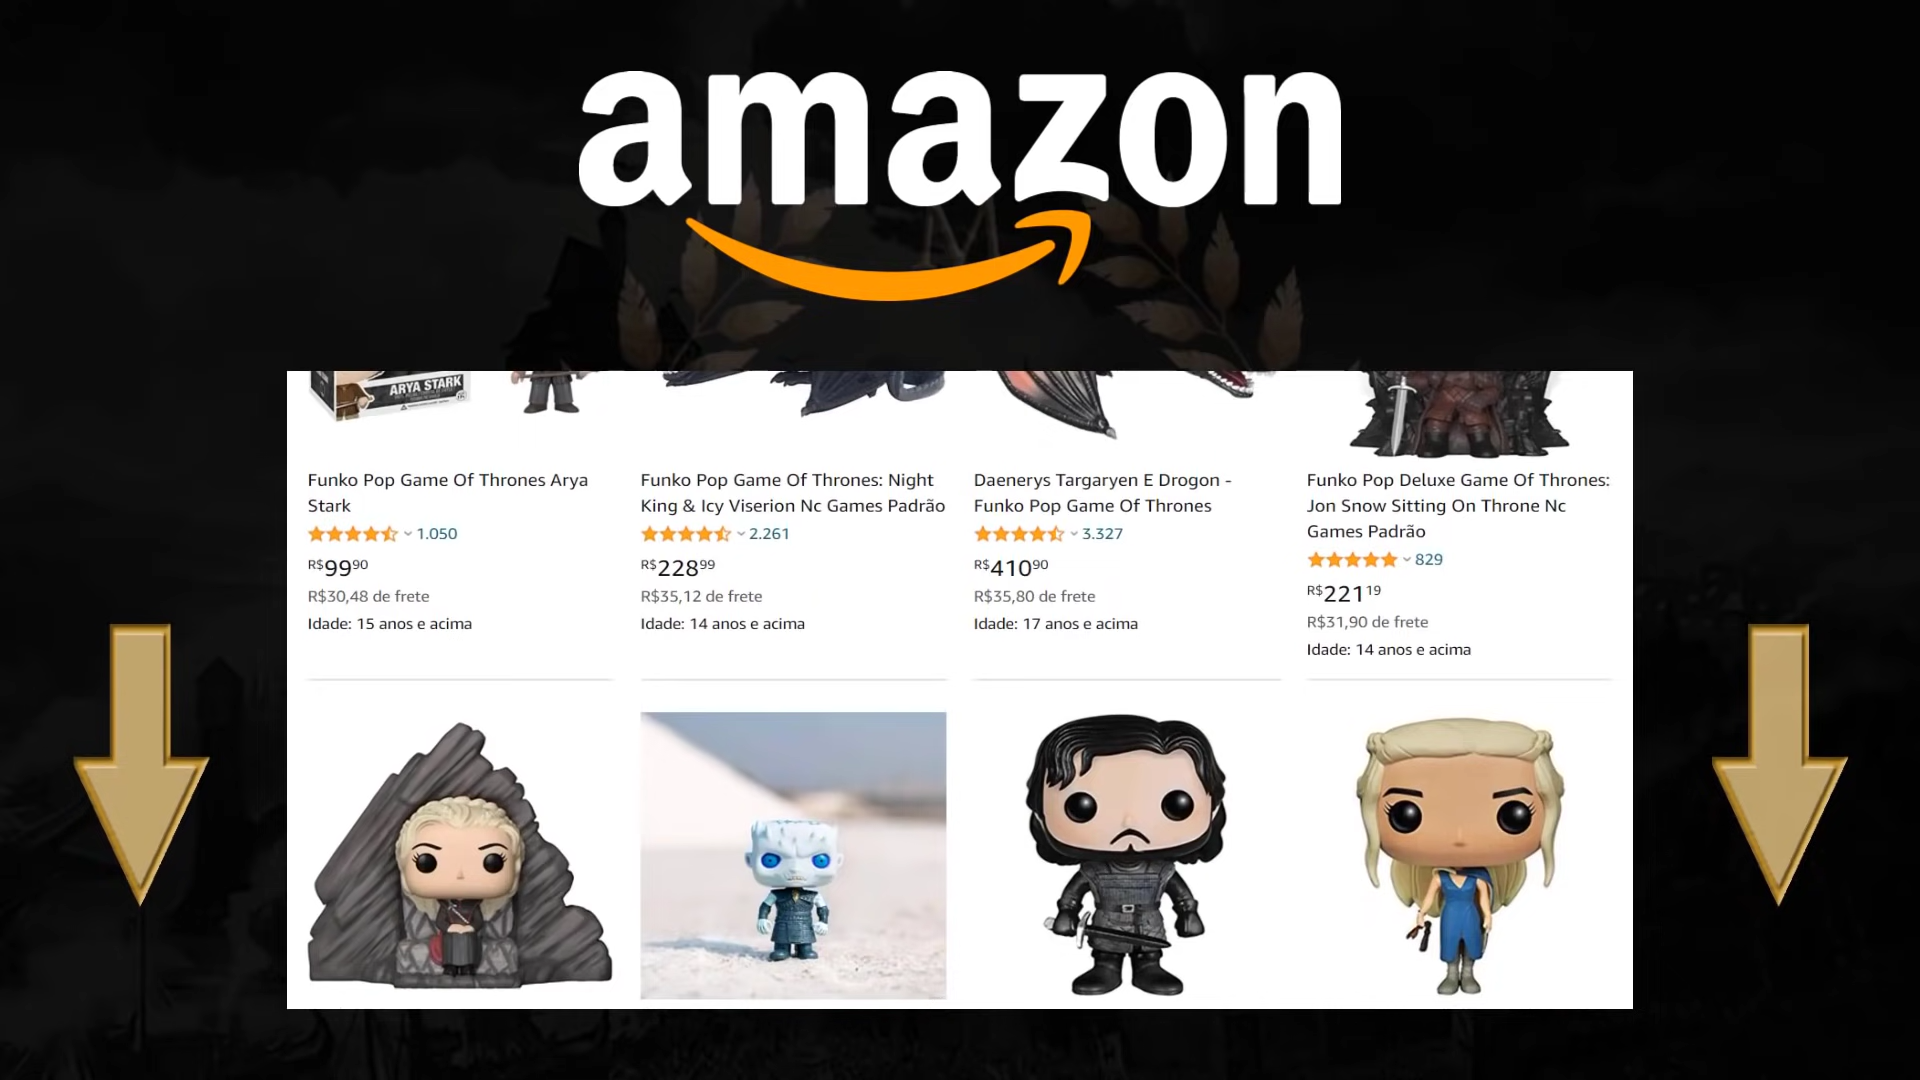 amazon
M
ARYA STARK
Funko Pop Game Of Thrones Arya
Stark
1.050
R$9990
R$30,48 de frete
Idade: 15 anos e acima
Funko Pop Game Of Thrones: Night
King & Icy Viserion Nc Games Padrão
2.261
R$22899
R$35,12 de frete
Idade: 14 anos e acima
Daenerys Targaryen E Drogon -
Funko Pop Game Of Thrones
3.327
R$41090
R$35,80 de frete
Idade: 17 anos e acima
Funko Pop Deluxe Game Of Thrones:
Jon Snow Sitting On Throne Nc
Games Padrão
829
R$22119
R$31,90 de frete
Idade: 14 anos e acima